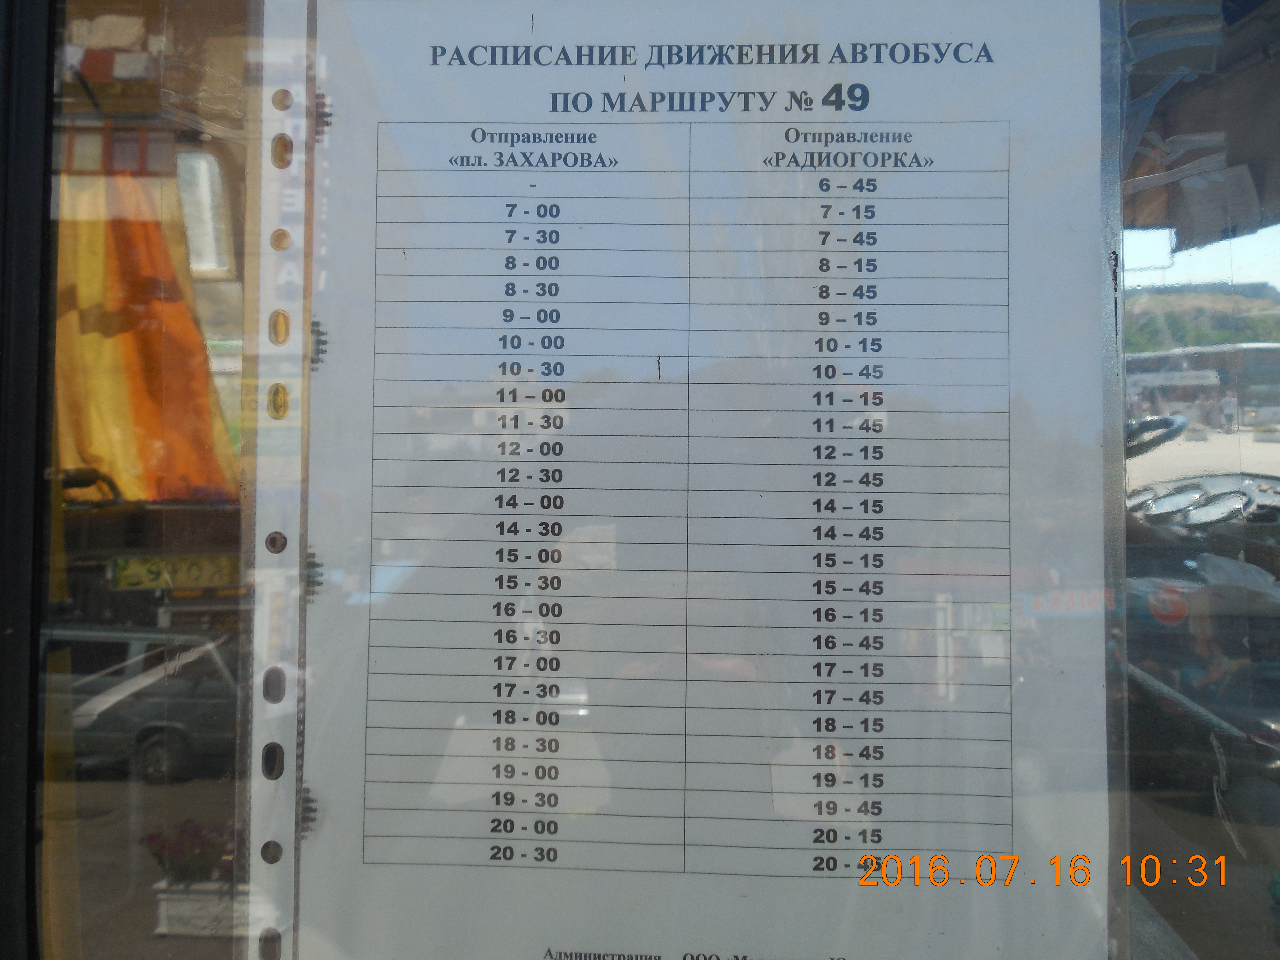 РАСПИСАНИЕ ДВИЖЕНИЯ АВТОБУСА
ПО МАРШРУТУ № 49
Отправление «пл. ЗАХАРОВА» Отправление «РАДИОГОРКА»
- 6 – 45
7 - 00 7 - 15
7 - 30 7 – 45
8 - 00 8 – 15
8 - 30 8 – 45
9 – 00 9 – 15
10 - 00 10 - 15
10 - 30 10 – 45
11 – 00 11 – 15
11 - 30 11 – 45
12 - 00 12 – 15
12 - 30 12 – 45
14 – 00 14 – 15
14 - 30 14 – 45
15 - 00 15 – 15
15 - 30 15 – 45
16 – 00 16 – 15
16 - 30 16 – 45
17 - 00 17 – 15
17 - 30 17 – 45
18 - 00 18 – 15
18 - 30 18 – 45
19 - 00 19 – 15
19 - 30 19 - 45
20 - 00 20 - 15
20 - 30 20 -
2016.07.16 10:31
Администрация ООО